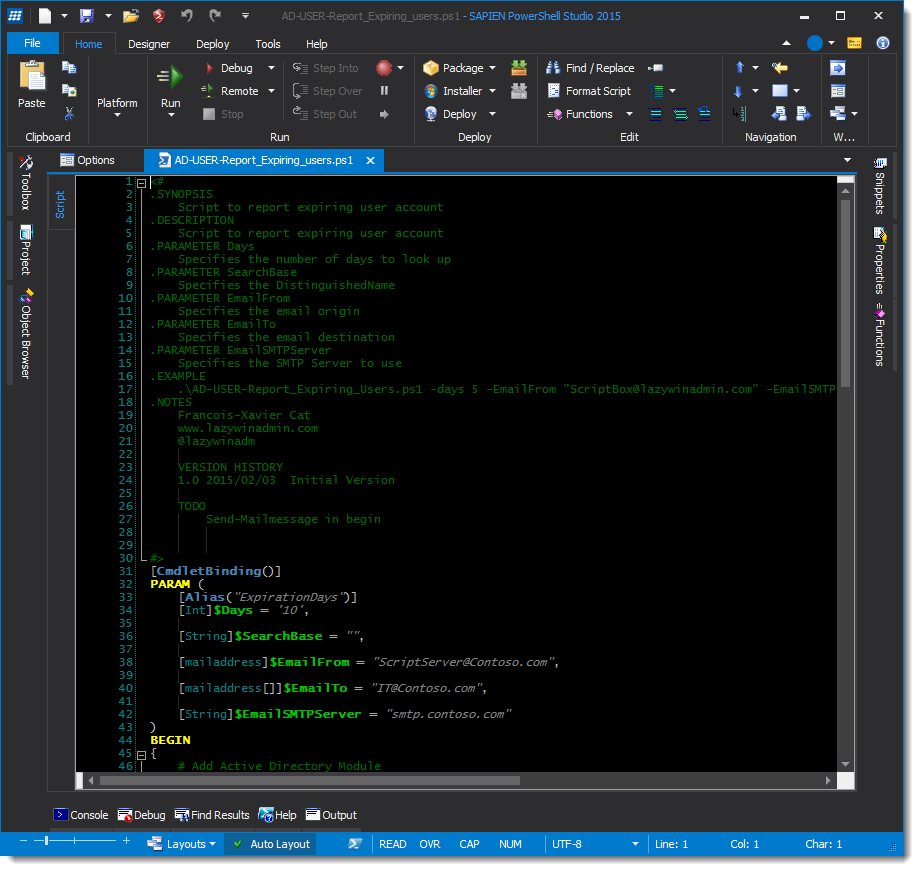 AD-USER-Report_Expiring_users.ps1 - SAPIEN PowerShell Studio 2015
File Home Designer Deploy Tools Help
Paste
Clipboard
Platform
Run
Debug
Remote
Stop
Step Into
Step Over
Step Out
Run
Package
Installer
Deploy
Deploy
Find / Replace
Format Script
Functions
Edit
Navigation
W...
Options
AD-USER-Report_Expiring_users.ps1
Toolbox
Project
Object Browser
Script
Snippets
Properties
Functions
1 <#
2 .SYNOPSIS
3 Script to report expiring user account
4 .DESCRIPTION
5 Script to report expiring user account
6 .PARAMETER Days
7 Specifies the number of days to look up
8 .PARAMETER SearchBase
9 Specifies the DistinguishedName
10 .PARAMETER EmailFrom
11 Specifies the email origin
12 .PARAMETER EmailTo
13 Specifies the email destination
14 .PARAMETER EmailSMTPServer
15 Specifies the SMTP Server to use
16 .EXAMPLE
17 .\AD-USER-Report_Expiring_Users.ps1 -days 5 -EmailFrom "ScriptBox@lazywinadmin.com" -EmailSMTP
18 .NOTES
19 Francois-Xavier Cat
20 www.lazywinadmin.com
21 @lazywinadm
22
23 VERSION HISTORY
24 1.0 2015/02/03 Initial Version
25
26 TODO
27 Send-Mailmessage in begin
28
29
30 #>
31 [CmdletBinding()]
32 PARAM (
33 [Alias("ExpirationDays")]
34 [Int]$Days = '10',
35
36 [String]$SearchBase = "",
37
38 [mailaddress]$EmailFrom = "ScriptServer@Contoso.com",
39
40 [mailaddress[]]$EmailTo = "IT@Contoso.com",
41
42 [String]$EmailSMTPServer = "smtp.contoso.com"
43 )
44 BEGIN
45 {
46 # Add Active Directory Module
Console Debug Find Results Help Output
Layouts Auto Layout READ OVR CAP NUM UTF-8 Line: 1 Col: 1 Char: 1